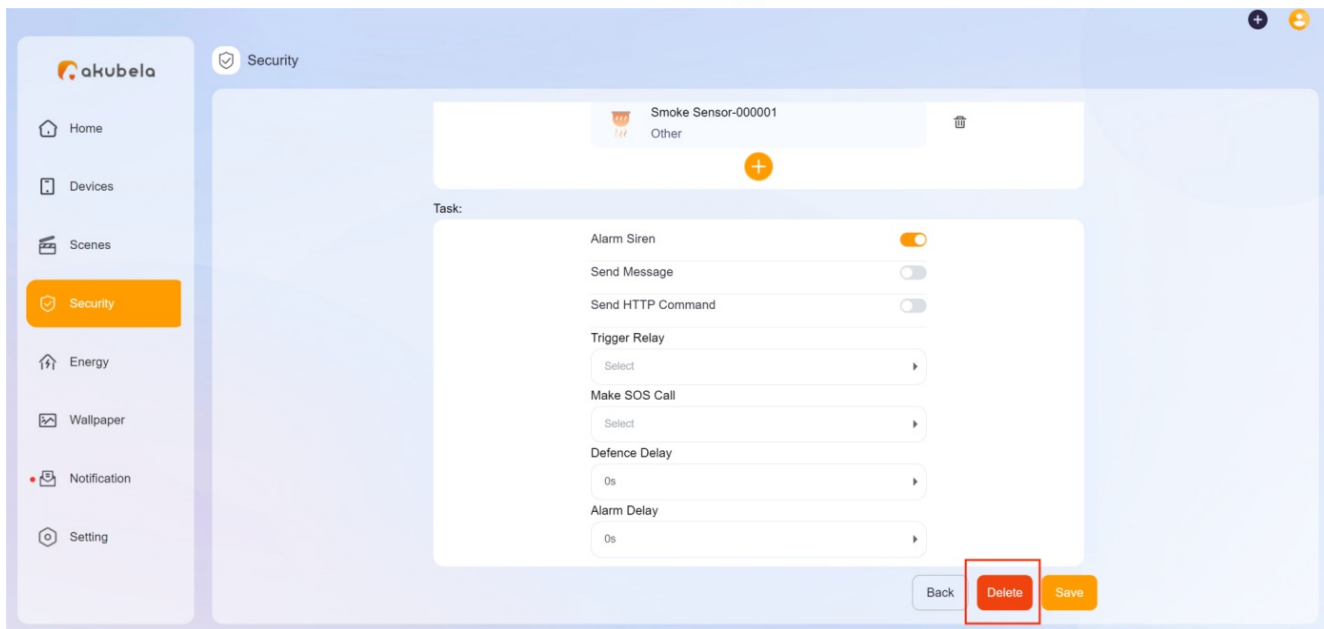 akubela
Security
Home
Devices
Scenes
Security
Energy
Wallpaper
Notification
Setting
Smoke Sensor-000001
Other
Task:
Alarm Siren
Send Message
Send HTTP Command
Trigger Relay
Select
Make SOS Call
Select
Defence Delay
0s
Alarm Delay
0s
Back Delete Save